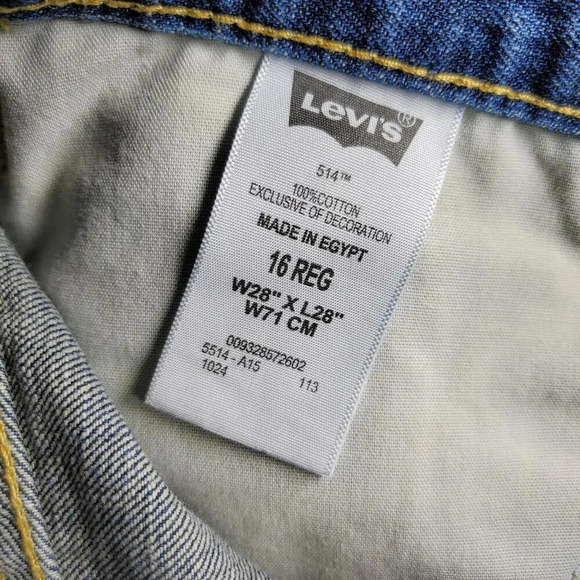 Levi's®
514™
100%COTTON
EXCLUSIVE OF DECORATION
MADE IN EGYPT
16 REG
W28" X L28"
W71 CM
009328572602
5514 - A15
1024 113